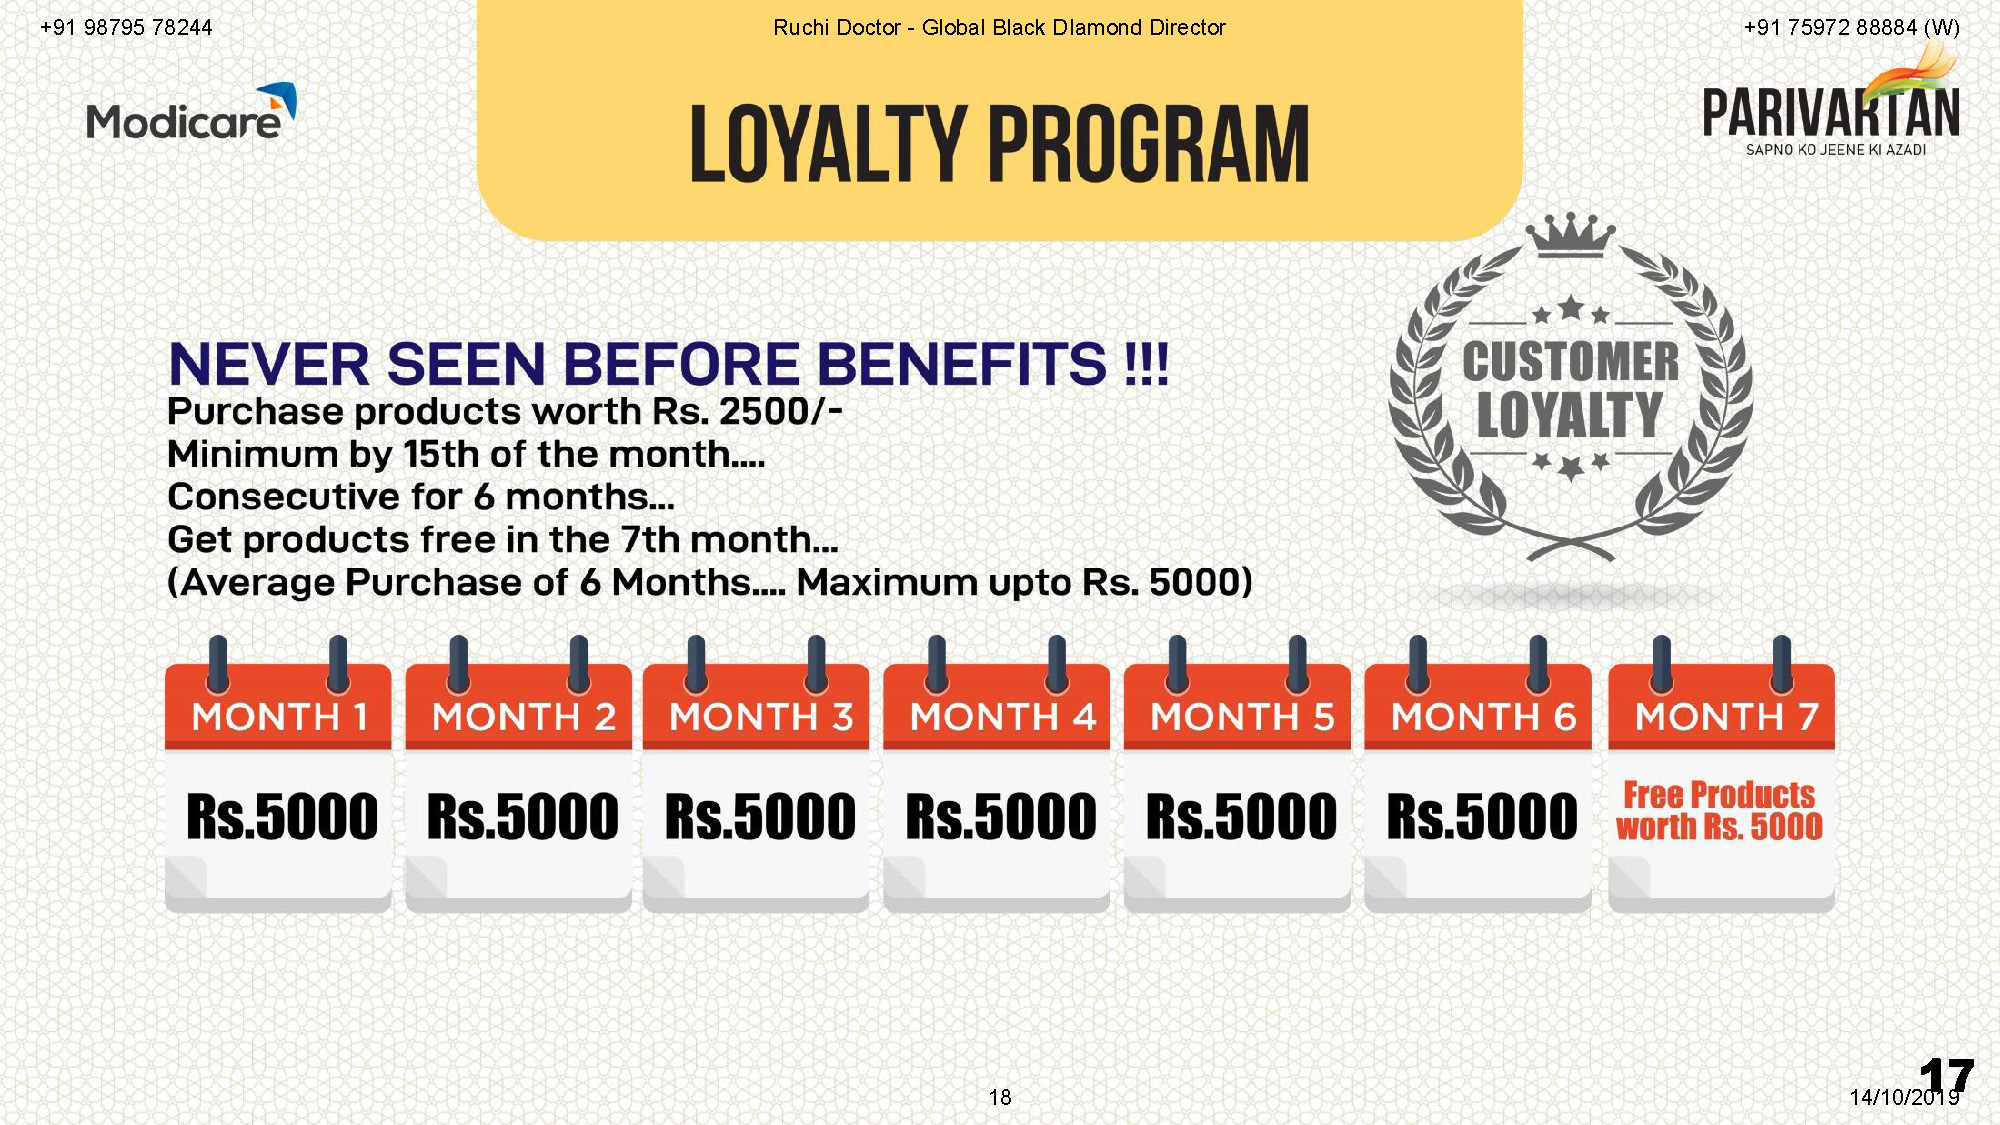 +91 98795 78244
Ruchi Doctor - Global Black DIamond Director
+91 75972 88884 (W)
Modicare
LOYALTY PROGRAM
PARIVARTAN
SAPNO KO JEENE KI AZADI
CUSTOMER
LOYALTY
NEVER SEEN BEFORE BENEFITS !!!
Purchase products worth Rs. 2500/-
Minimum by 15th of the month....
Consecutive for 6 months...
Get products free in the 7th month...
(Average Purchase of 6 Months.... Maximum upto Rs. 5000)
MONTH 1
Rs.5000
MONTH 2
Rs.5000
MONTH 3
Rs.5000
MONTH 4
Rs.5000
MONTH 5
Rs.5000
MONTH 6
Rs.5000
MONTH 7
Free Products
worth Rs. 5000
17
18
14/10/2019